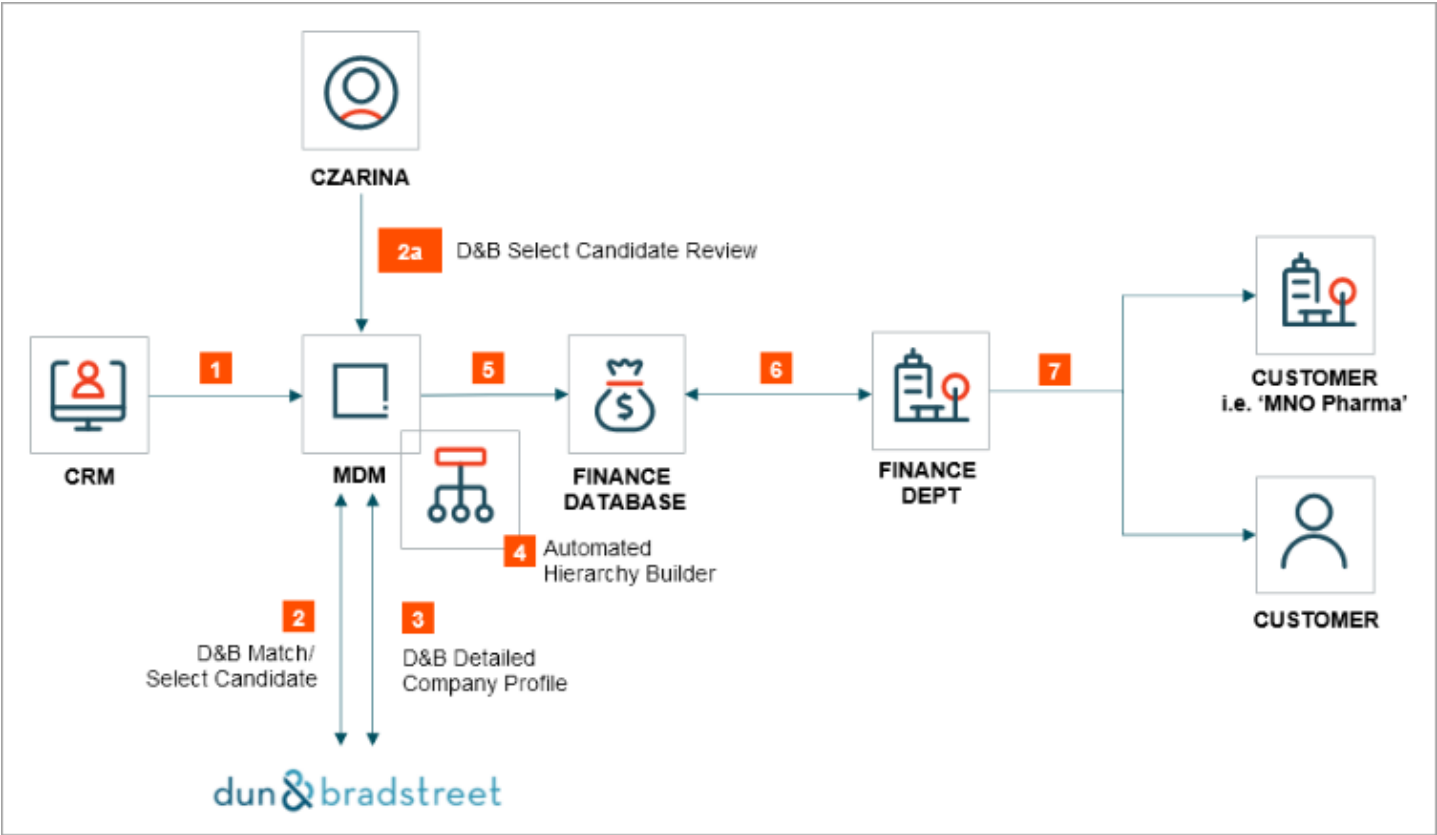 CZARINA
2a
D&B Select Candidate Review
1
5
6
7
CRM
MDM
FINANCE
DATABASE
FINANCE
DEPT
CUSTOMER
i.e. ‘MNO Pharma’
4
Automated
Hierarchy Builder
2
D&B Match/
Select Candidate
3
D&B Detailed
Company Profile
CUSTOMER
dun&bradstreet
$